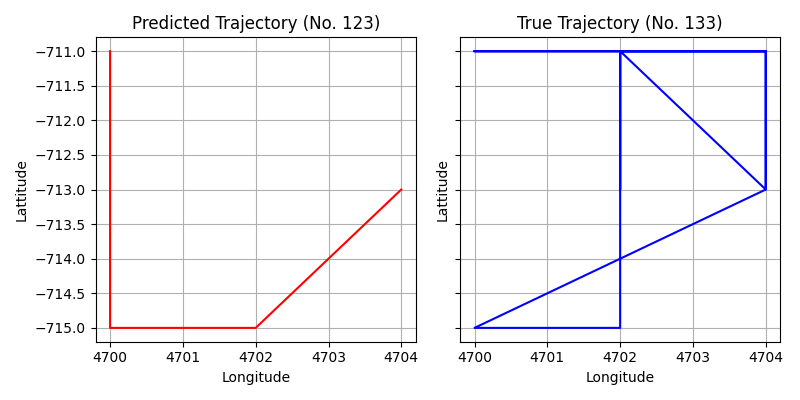 Predicted Trajectory (No. 123)
True Trajectory (No. 133)
−711.0
−711.5
−712.0
−712.5
−713.0
−713.5
−714.0
−714.5
−715.0
Lattitude
Lattitude
4700 4701 4702 4703 4704
4700 4701 4702 4703 4704
Longitude
Longitude